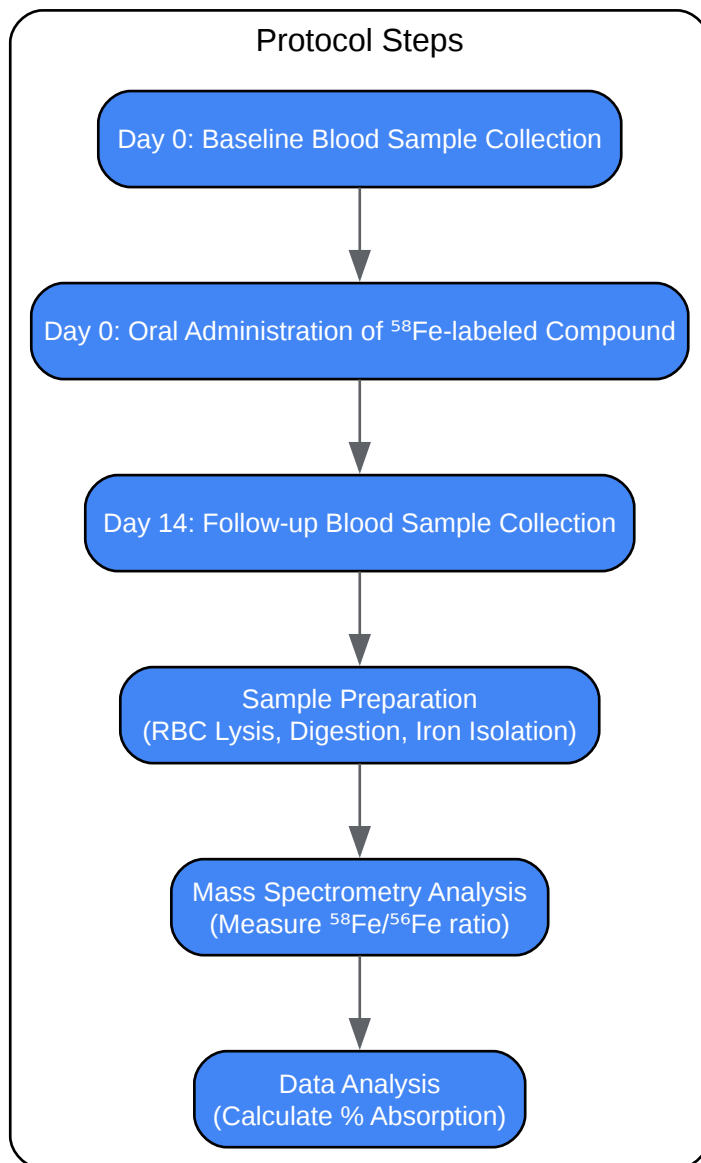 Protocol Steps
Day 0: Baseline Blood Sample Collection
Day 0: Oral Administration of ⁵⁸Fe-labeled Compound
Day 14: Follow-up Blood Sample Collection
Sample Preparation
(RBC Lysis, Digestion, Iron Isolation)
Mass Spectrometry Analysis
(Measure ⁵⁸Fe/⁵⁶Fe ratio)
Data Analysis
(Calculate % Absorption)